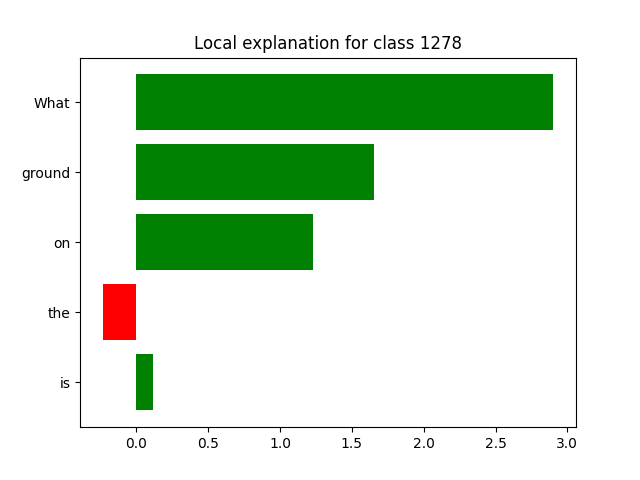 Local explanation for class 1278
What
ground
on
the
is
0.0 0.5 1.0 1.5 2.0 2.5 3.0